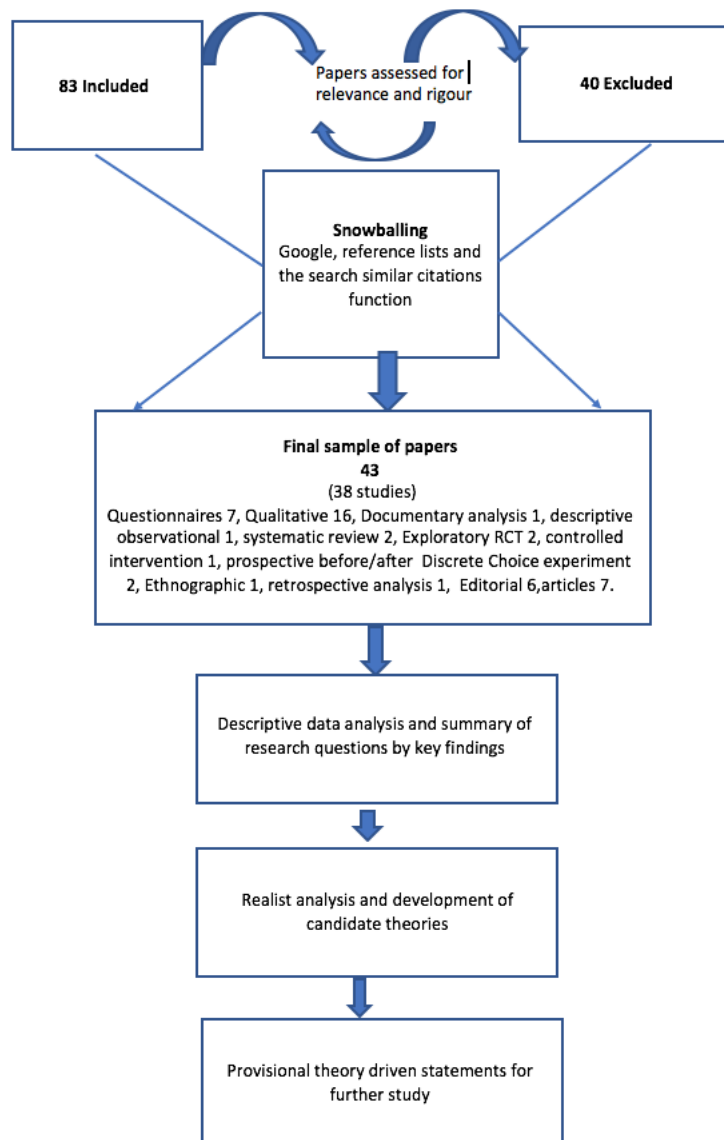 83 Included
Papers assessed for
relevance and rigour
40 Excluded
Snowballing
Google, reference lists and
the search similar citations
function
Final sample of papers
43
(38 studies)
Questionnaires 7, Qualitative 16, Documentary analysis 1, descriptive
observational 1, systematic review 2, Exploratory RCT 2, controlled
intervention 1, prospective before/after  Discrete Choice experiment
2, Ethnographic 1, retrospective analysis 1,  Editorial 6,articles 7.
Descriptive data analysis and summary of
research questions by key findings
Realist analysis and development of
candidate theories
Provisional theory driven statements for
further study